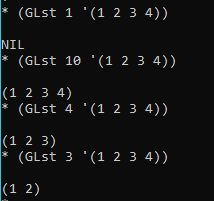 * (GLst 1 '(1 2 3 4))
NIL
* (GLst 10 '(1 2 3 4))
(1 2 3 4)
* (GLst 4 '(1 2 3 4))
(1 2 3)
* (GLst 3 '(1 2 3 4))
(1 2)